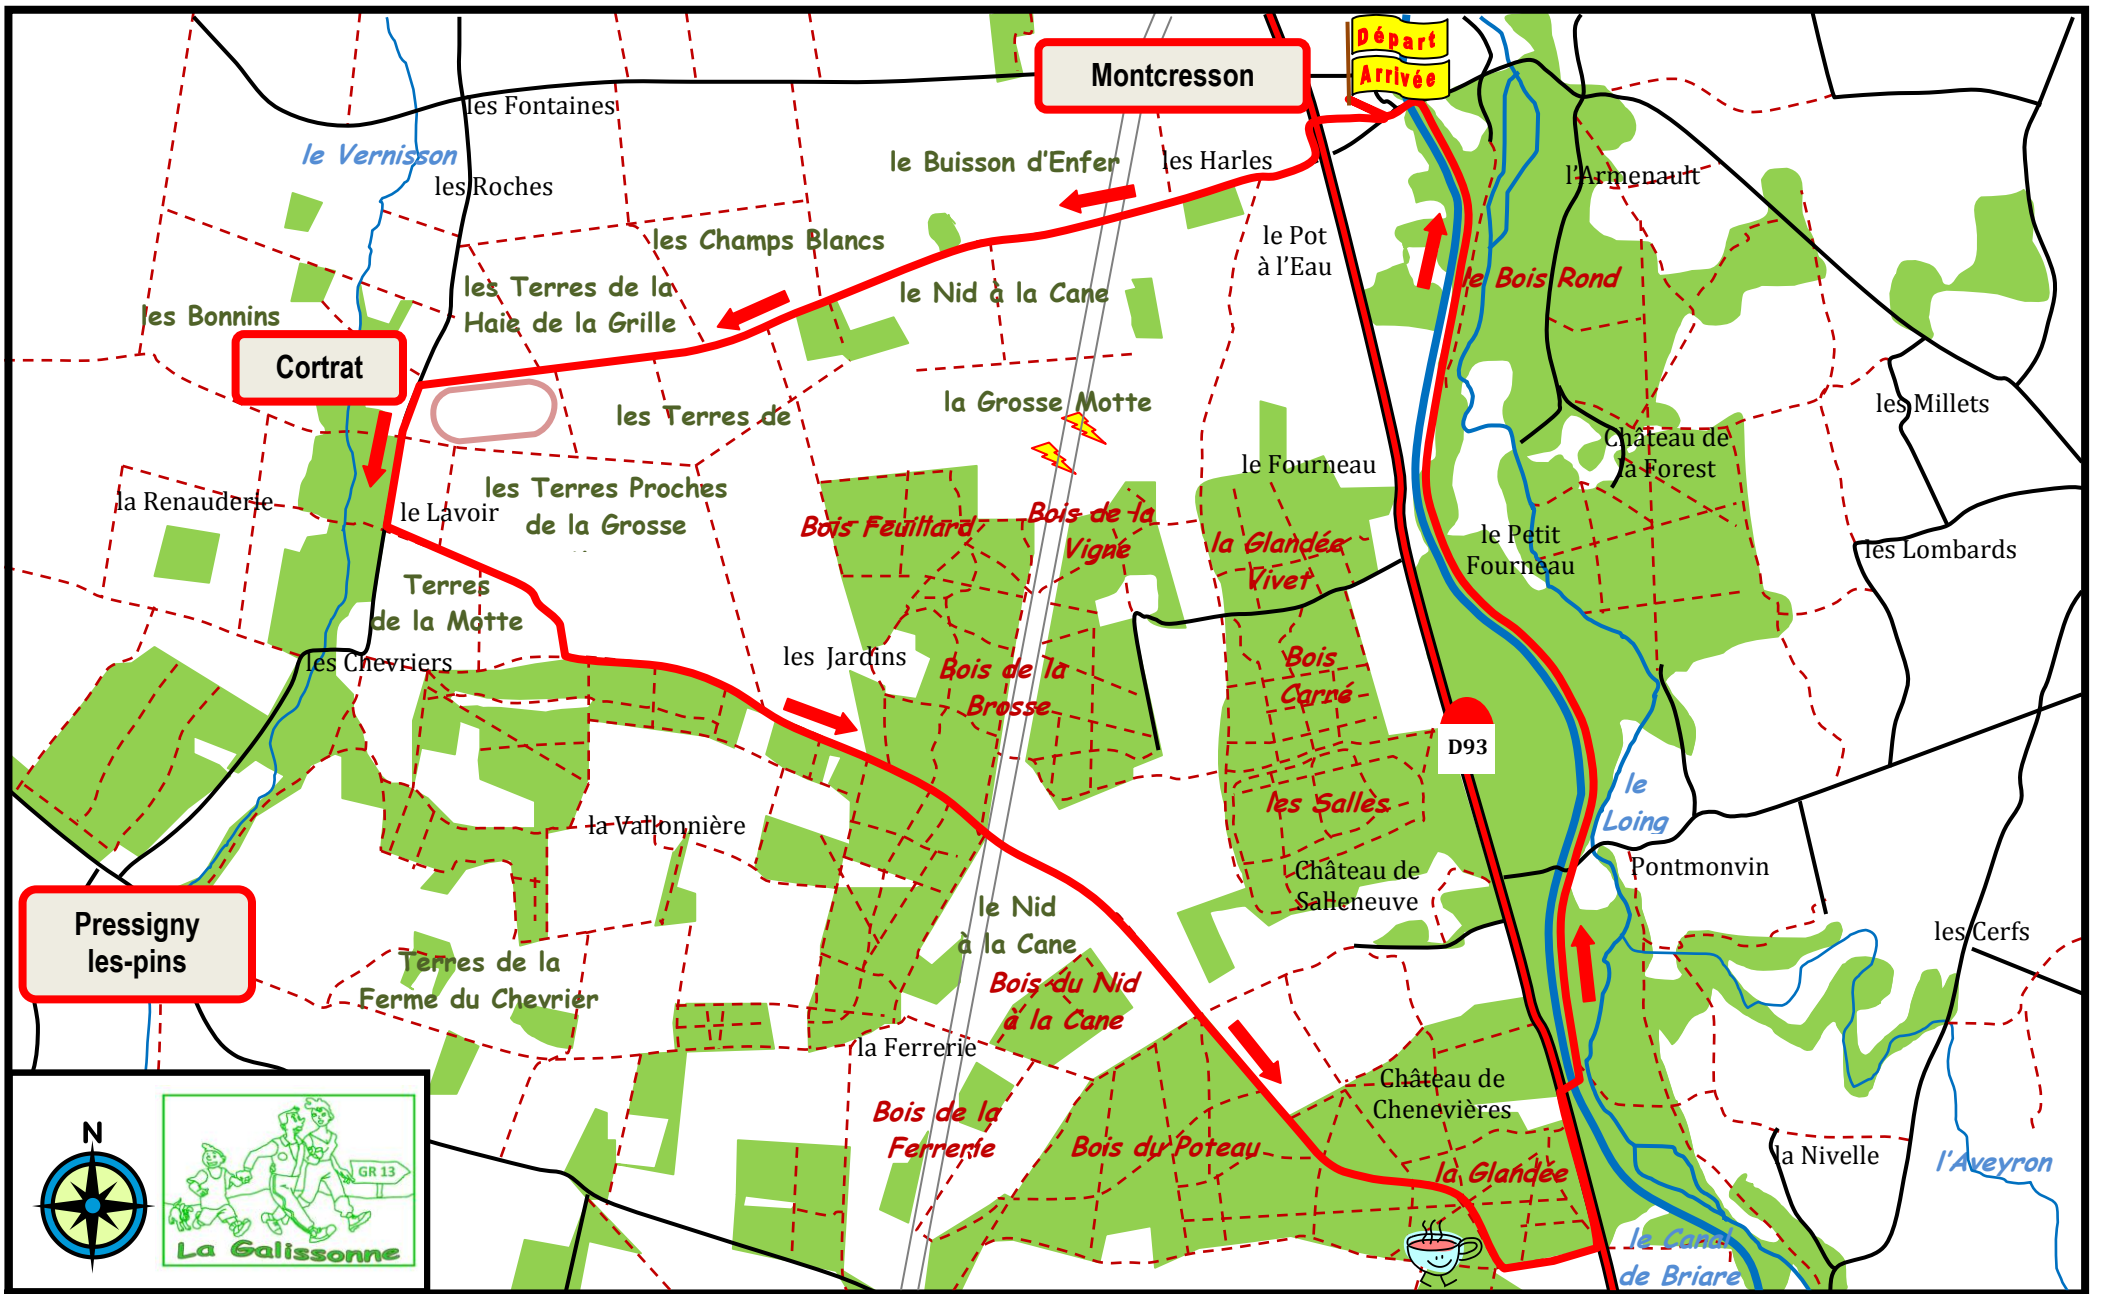 Départ
Arrivée
Montcresson
les Fontaines
le Vernisson
les Roches
le Buisson d'Enfer
les Harles
l'Armenault
les Champs Blancs
le Pot
à l'Eau
le Bois Rond
les Terres de la
Haie de la Grille
le Nid à la Cane
les Bonnins
Cortrat
les Terres de
la Grosse Motte
les Millets
Château de
la Forest
le Fourneau
la Renauderie
le Lavoir
les Terres Proches
de la Grosse
Bois Feuillard
Bois de la
Vigne
la Glandée
Vivet
le Petit
Fourneau
les Lombards
Terres
de la Motte
les Chevriers
les Jardins
Bois de la
Brosse
Bois
Carré
D93
les Salles
le
Loing
la Vallonnière
Château de
Salleneuve
Pontmonvin
Pressigny
les-pins
le Nid
à la Cane
les Cerfs
Terres de la
Ferme du Chevrier
Bois du Nid
à la Cane
la Ferrerie
Château de
Chenevières
Bois de la
Ferrerie
Bois du Poteau
la Glandée
la Nivelle
l'Aveyron
N
GR 13
La Galissonne
le Canal
de Briare